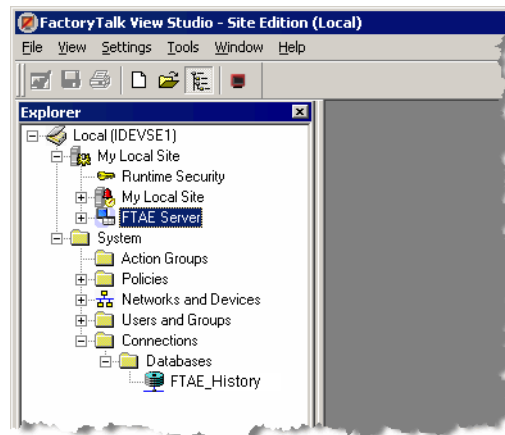 FactoryTalk View Studio - Site Edition (Local)
File View Settings Tools Window Help
Explorer
Local (IDEVSE1)
My Local Site
Runtime Security
My Local Site
FTAE Server
System
Action Groups
Policies
Networks and Devices
Users and Groups
Connections
Databases
FTAE_History